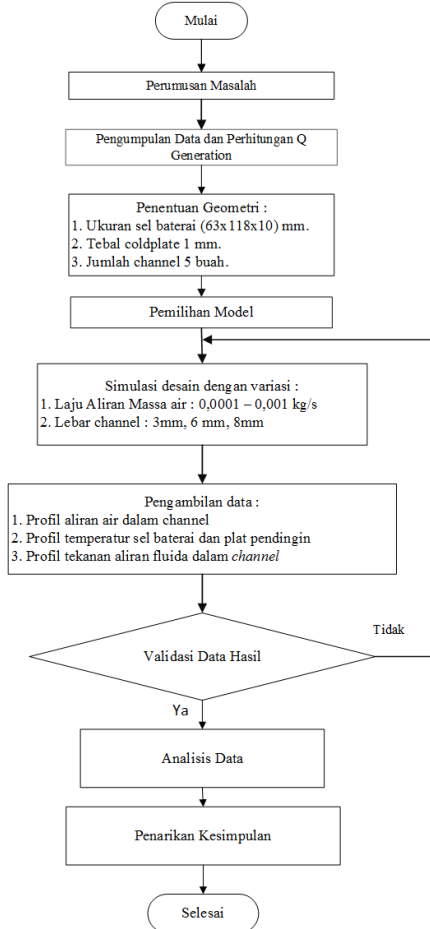 Mulai
Perumusan Masalah
Pengumpulan Data dan Perhitungan Q
Generation
Penentuan Geometri :
1. Ukuran sel baterai (63x118x10) mm.
2. Tebal coldplate 1 mm.
3. Jumlah channel 5 buah.
Pemilihan Model
Simulasi desain dengan variasi :
1. Laju Aliran Massa air : 0,0001 – 0,001 kg/s
2. Lebar channel : 3mm, 6 mm, 8mm
Pengambilan data :
1. Profil aliran air dalam channel
2. Profil temperatur sel baterai dan plat pendingin
3. Profil tekanan aliran fluida dalam channel
Tidak
Validasi Data Hasil
Ya
Analisis Data
Penarikan Kesimpulan
Selesai